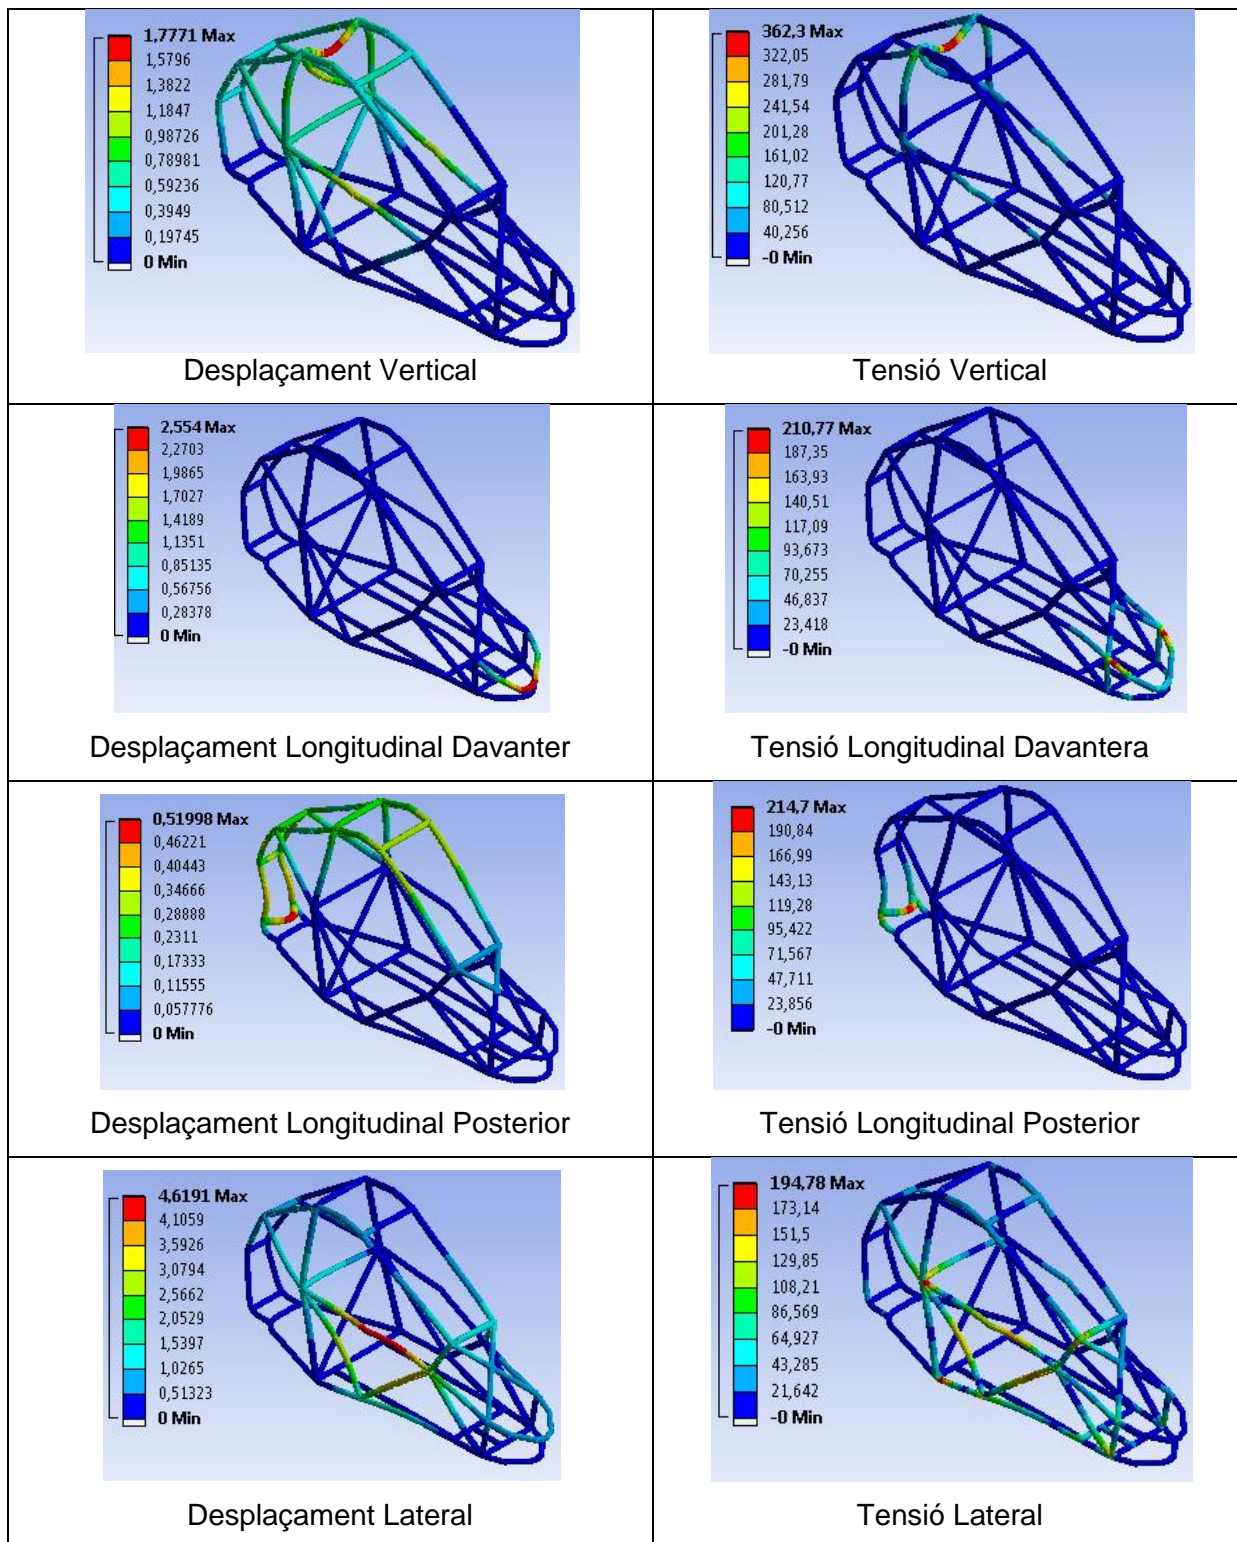 1,7771 Max
1,5796
1,3822
1,1847
0,98726
0,78981
0,59236
0,3949
0,19745
0 Min
Desplaçament Vertical
362,3 Max
322,05
281,79
241,54
201,28
161,02
120,77
80,512
40,256
-0 Min
Tensió Vertical
2,554 Max
2,2703
1,9865
1,7027
1,4189
1,1351
0,85135
0,56756
0,28378
0 Min
Desplaçament Longitudinal Davanter
210,77 Max
187,35
163,93
140,51
117,09
93,673
70,255
46,837
23,418
-0 Min
Tensió Longitudinal Davantera
0,51998 Max
0,46221
0,40443
0,34666
0,28888
0,2311
0,17333
0,11555
0,057776
0 Min
Desplaçament Longitudinal Posterior
214,7 Max
190,84
166,99
143,13
119,28
95,422
71,567
47,711
23,856
-0 Min
Tensió Longitudinal Posterior
4,6191 Max
4,1059
3,5926
3,0794
2,5662
2,0529
1,5397
1,0265
0,51323
0 Min
Desplaçament Lateral
194,78 Max
173,14
151,5
129,85
108,21
86,569
64,927
43,285
21,642
-0 Min
Tensió Lateral